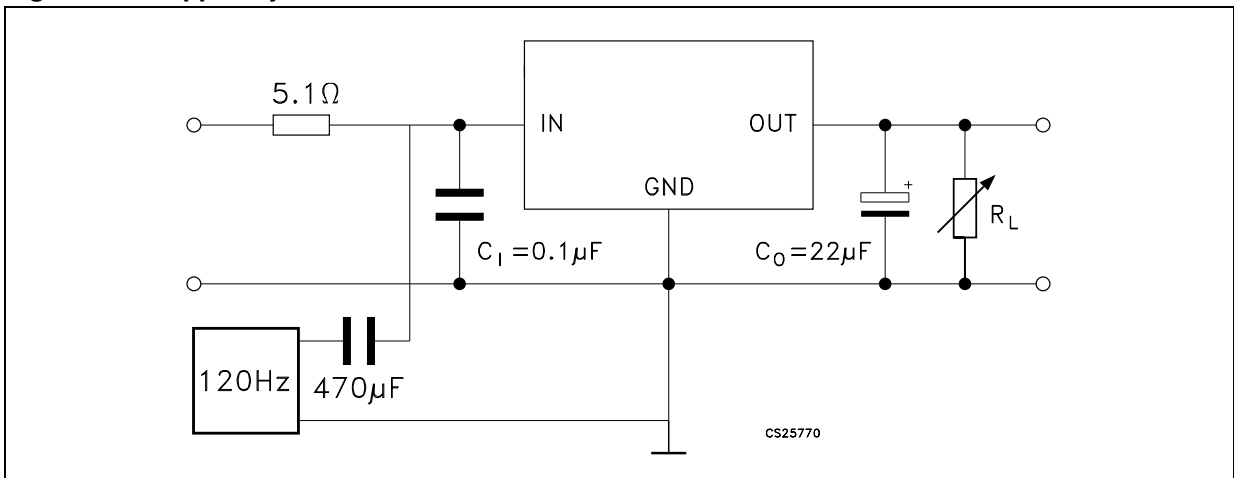 5.1Ω
IN
OUT
GND
+
R_L
C_I=0.1µF
C_O=22µF
120Hz
470µF
CS25770